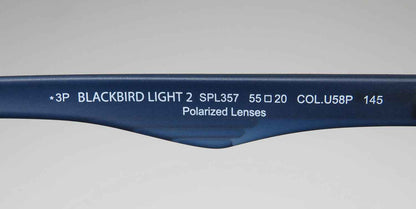 *3P BLACKBIRD LIGHT 2 SPL357 55□20 COL.U58P 145
Polarized Lenses